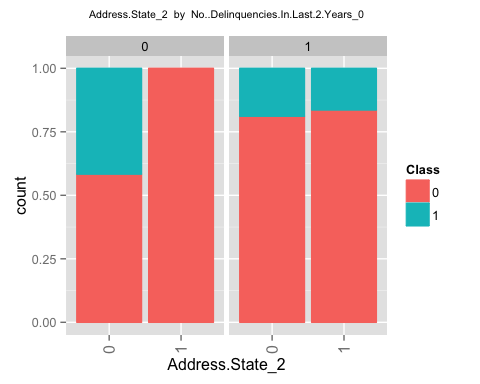 Address.State_2 by No..Delinquencies.In.Last.2.Years_0
0 1
1.00
0.75
0.50
0.25
0.00
count
0 1 0 1
Address.State_2
Class
0
1